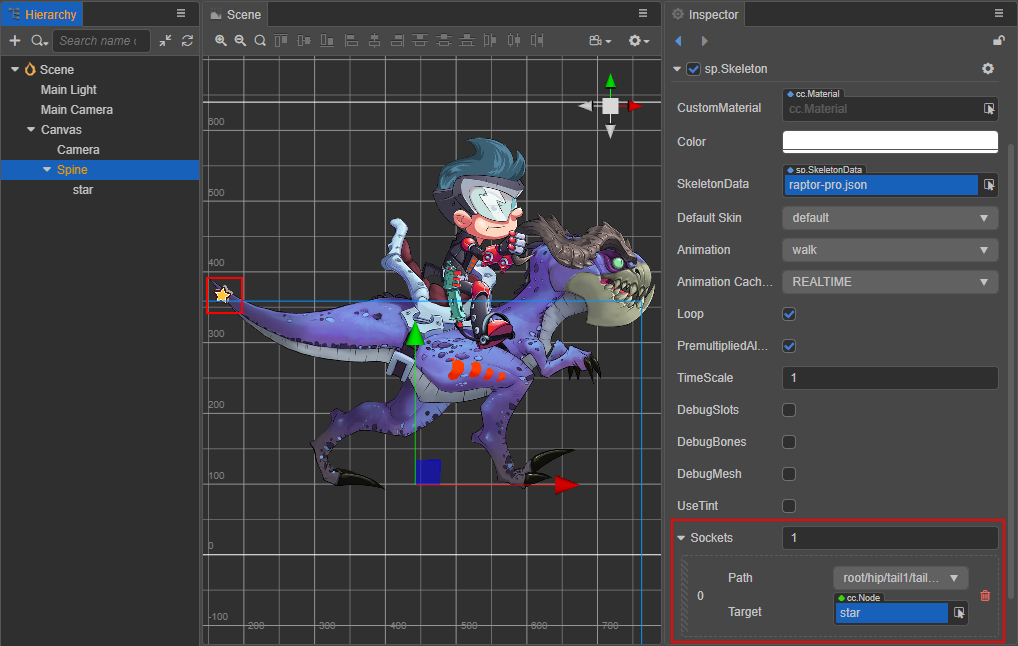 Hierarchy
Search name (
Scene
Main Light
Main Camera
Canvas
Camera
Spine
star
Scene
600
500
400
300
200
100
0
-100
200
300
400
500
600
700
Inspector
sp.Skeleton
CustomMaterial
cc.Material
cc.Material
Color
SkeletonData
sp.SkeletonData
raptor-pro.json
Default Skin
default
Animation
walk
Animation Cach...
REALTIME
Loop
PremultipliedAl...
TimeScale
1
DebugSlots
DebugBones
DebugMesh
UseTint
Sockets
1
0
Path
root/hip/tail1/tail...
Target
cc.Node
star